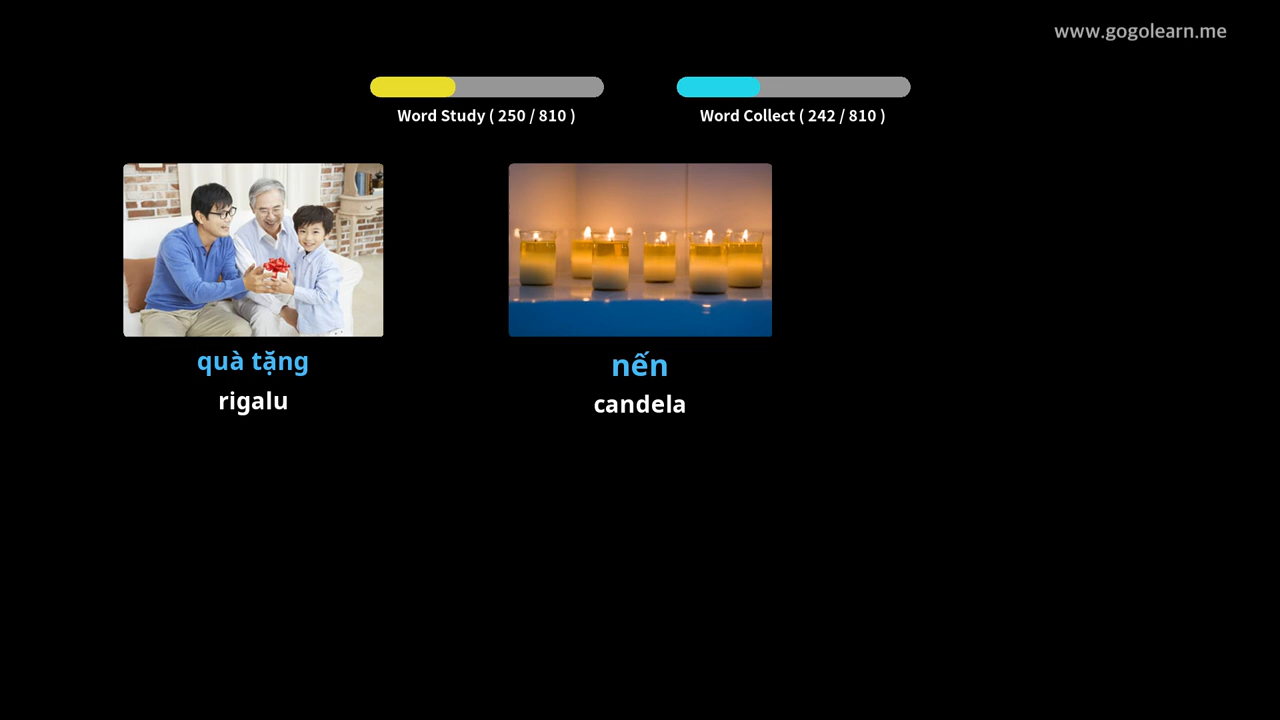 www.gogolearn.me
Word Study ( 250 / 810 )
Word Collect ( 242 / 810 )
quà tặng
rigalu
nến
candela